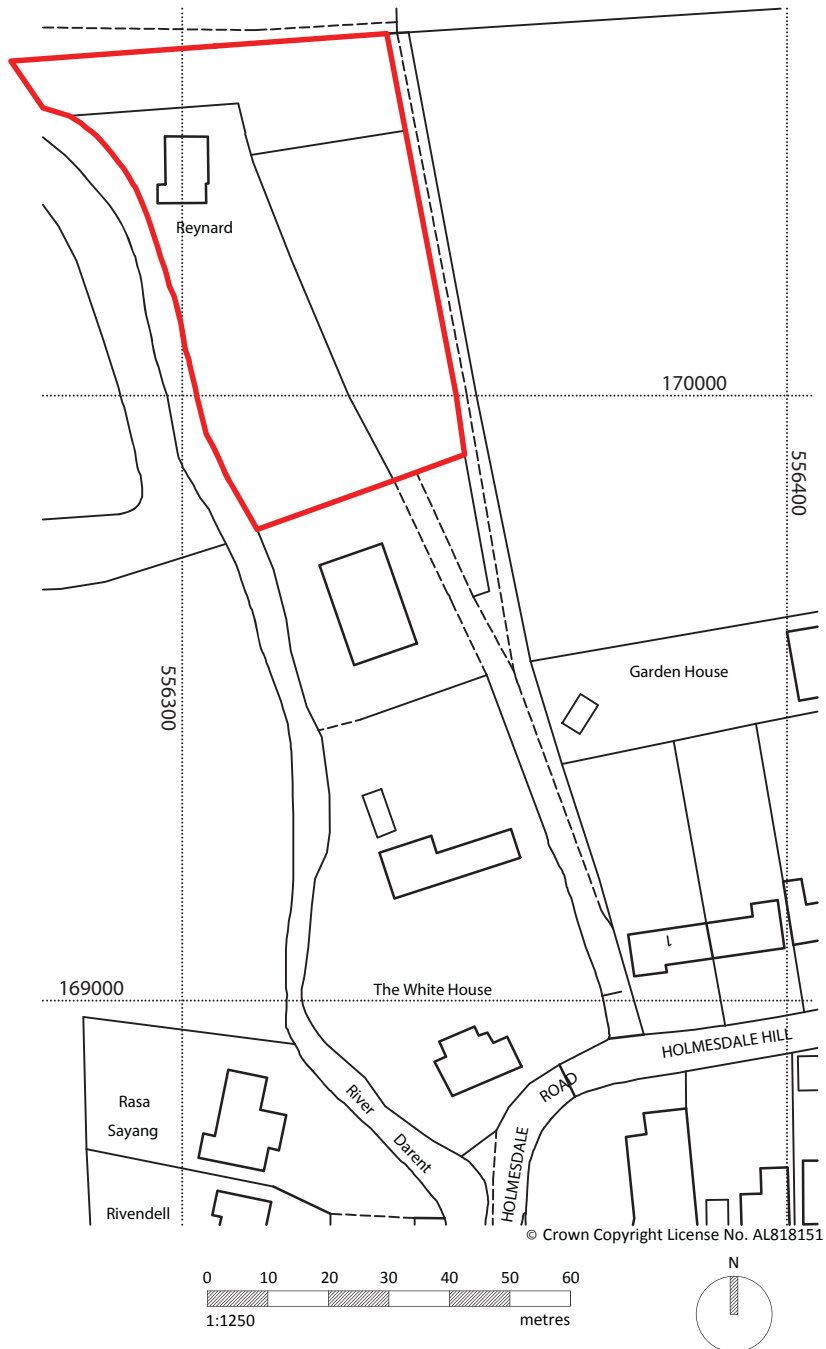 Reynard
170000
556400
556300
Garden House
1
169000
The White House
HOLMESDALE HILL
ROAD
HOLMESDALE
River
Darent
Rasa
Sayang
Rivendell
© Crown Copyright License No. AL818151
0 10 20 30 40 50 60
1:1250 metres
N